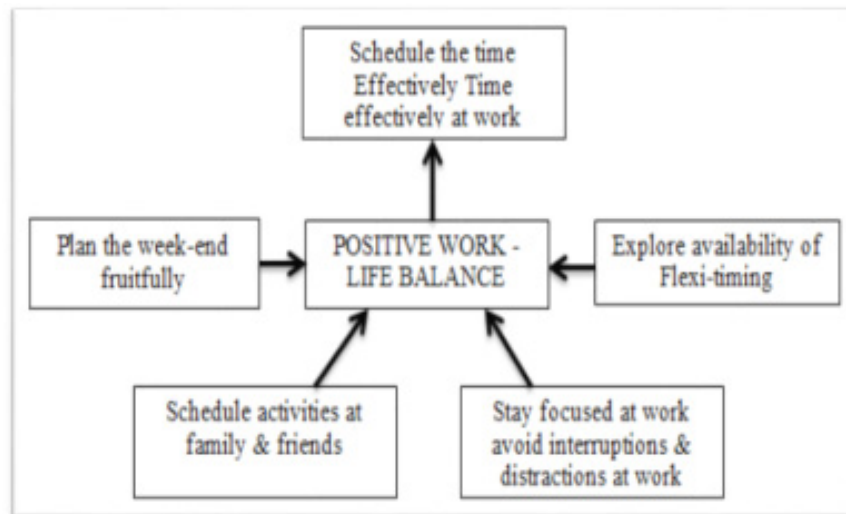 Schedule the time
Effectively Time
effectively at work
Plan the week-end
fruitfully
POSITIVE WORK -
LIFE BALANCE
Explore availability of
Flexi-timing
Schedule activities at
family & friends
Stay focused at work
avoid interruptions &
distractions at work